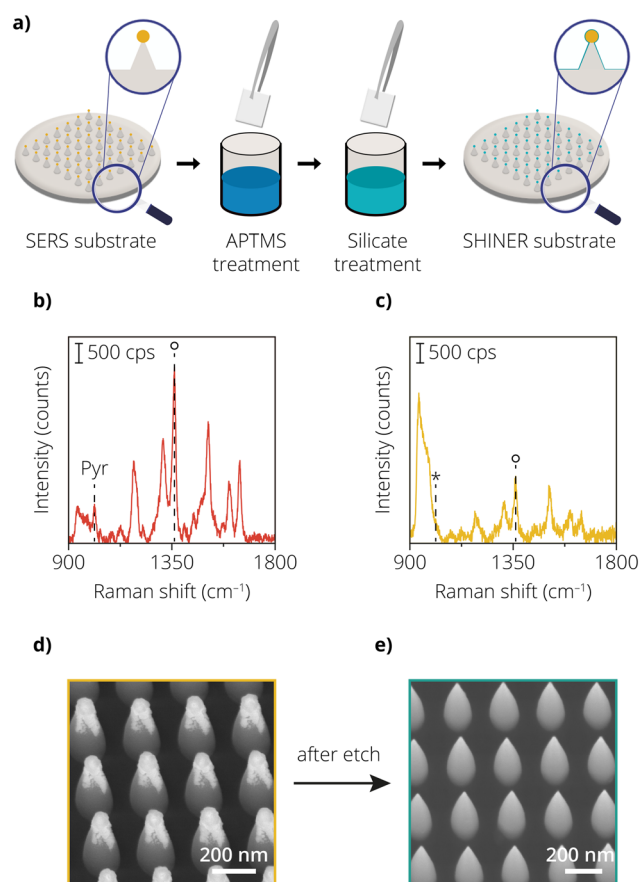 a)
SERS substrate
APTMS
treatment
Silicate
treatment
SHINER substrate
b)
500 cps
Pyr
Intensity (counts)
900
1350
1800
Raman shift (cm⁻¹)
c)
500 cps
*
Intensity (counts)
900
1350
1800
Raman shift (cm⁻¹)
d)
200 nm
after etch
e)
200 nm